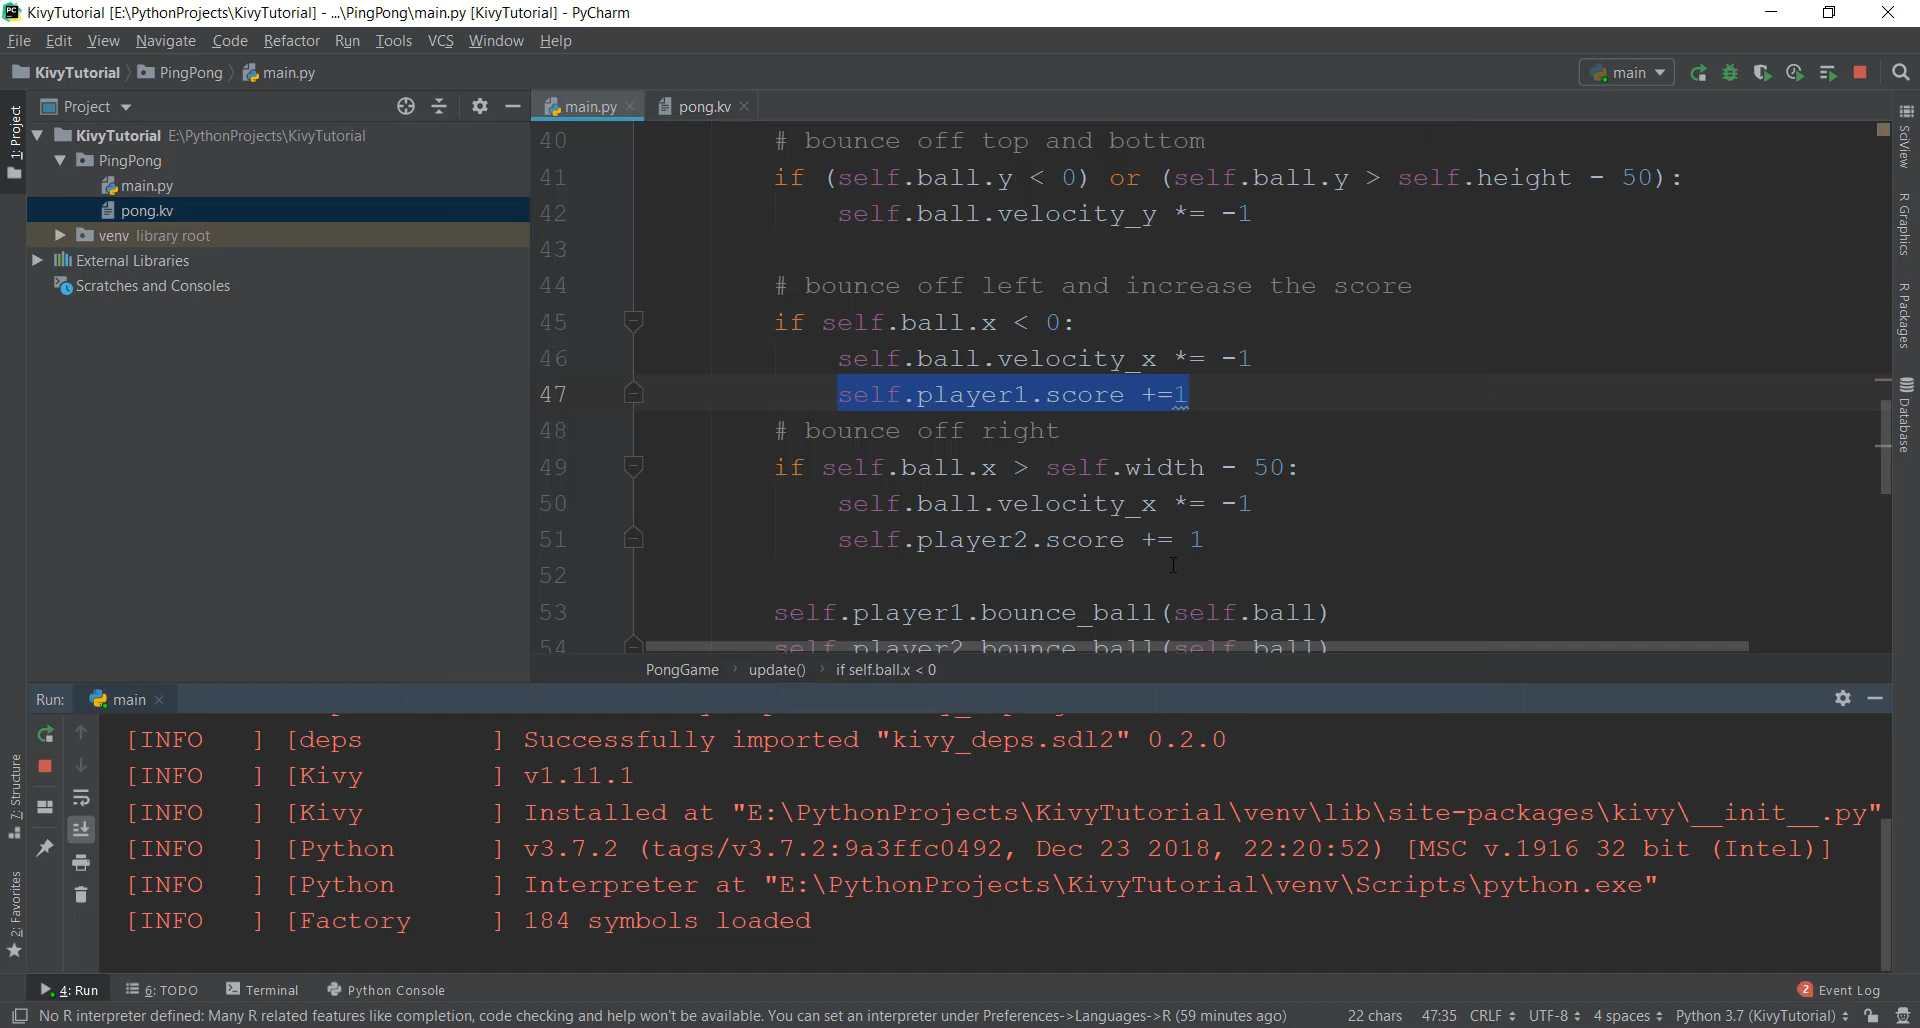 KivyTutorial [E:\PythonProjects\KivyTutorial] - ...\PingPong\main.py [KivyTutorial] - PyCharm
File Edit View Navigate Code Refactor Run Tools VCS Window Help
KivyTutorial PingPong main.py
main
1: Project
Project
main.py
pong.kv
KivyTutorial E:\PythonProjects\KivyTutorial
PingPong
main.py
pong.kv
venv library root
External Libraries
Scratches and Consoles
40 # bounce off top and bottom
41 if (self.ball.y < 0) or (self.ball.y > self.height - 50):
42 self.ball.velocity_y *= -1
43
44 # bounce off left and increase the score
45 if self.ball.x < 0:
46 self.ball.velocity_x *= -1
47 self.player1.score +=1
48 # bounce off right
49 if self.ball.x > self.width - 50:
50 self.ball.velocity_x *= -1
51 self.player2.score += 1
52
53 self.player1.bounce_ball(self.ball)
54 self.player2.bounce_ball(self.ball)
PongGame update() if self.ball.x < 0
SciView
R Graphics
R Packages
Database
Run: main
[INFO ] [deps ] Successfully imported "kivy_deps.sdl2" 0.2.0
[INFO ] [Kivy ] v1.11.1
[INFO ] [Kivy ] Installed at "E:\PythonProjects\KivyTutorial\venv\lib\site-packages\kivy\__init__.py"
[INFO ] [Python ] v3.7.2 (tags/v3.7.2:9a3ffc0492, Dec 23 2018, 22:20:52) [MSC v.1916 32 bit (Intel)]
[INFO ] [Python ] Interpreter at "E:\PythonProjects\KivyTutorial\venv\Scripts\python.exe"
[INFO ] [Factory ] 184 symbols loaded
7: Structure
2: Favorites
4: Run 6: TODO Terminal Python Console
2 Event Log
No R interpreter defined: Many R related features like completion, code checking and help won't be available. You can set an interpreter under Preferences->Languages->R (59 minutes ago)
22 chars 47:35 CRLF UTF-8 4 spaces Python 3.7 (KivyTutorial)